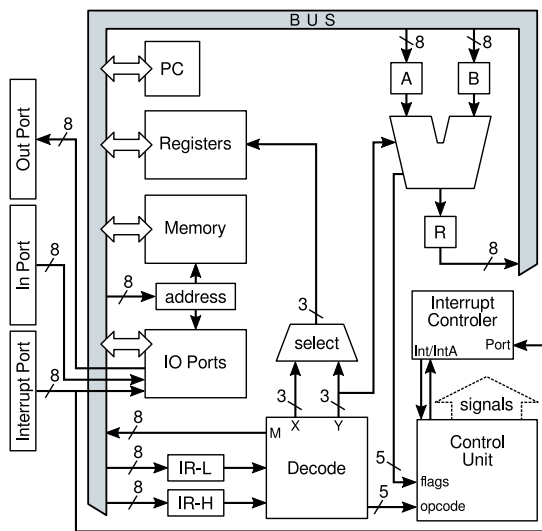 BUS
8
8
A
B
PC
Out Port
8
Registers
Memory
R
8
In Port
8
8
address
3
Interrupt
Controler
Int/IntA
Port
IO Ports
select
Interrupt Port
8
3
3
signals
8
M
X
Y
Decode
Control
Unit
5
flags
8
IR-L
8
IR-H
5
opcode